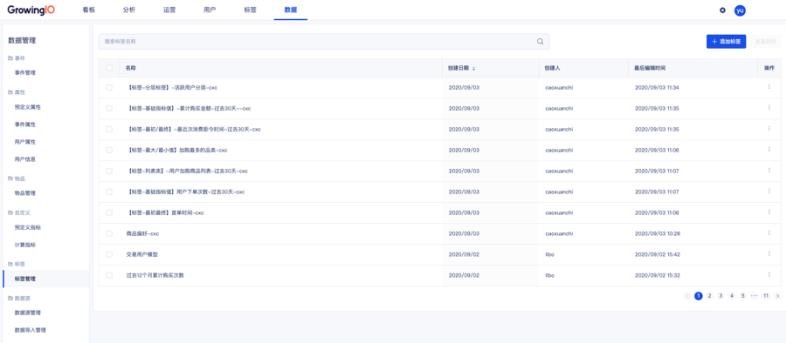 GrowingIO 看板 分析 运营 用户 标签 数据 yu
数据管理
事件
事件管理
属性
预定义属性
事件属性
用户属性
用户信息
物品
物品管理
自定义
预定义指标
计算指标
标签
标签管理
数据源
数据源管理
数据导入管理
搜索标签名称
+ 添加标签
名称 创建日期 创建人 最后编辑时间 操作
【标签-分层标签】-活跃用户分层-cxc 2020/09/03 caoxuanchi 2020/09/03 11:34
【标签-基础指标值】-累计购买金额-过去30天--cxc 2020/09/03 caoxuanchi 2020/09/03 11:35
【标签-最初/最终】-最近次消费距今时间-过去30天-cxc 2020/09/03 caoxuanchi 2020/09/03 11:35
【标签-最大/最小值】加购最多的品类-cxc 2020/09/03 caoxuanchi 2020/09/03 11:06
【标签-列表类】-用户加购商品列表-过去30天-cxc 2020/09/03 caoxuanchi 2020/09/03 11:07
【标签-基础指标值】用户下单次数-过去30天-cxc 2020/09/03 caoxuanchi 2020/09/03 11:07
【标签-最初最终】首单时间-cxc 2020/09/03 caoxuanchi 2020/09/03 11:06
商品偏好-cxc 2020/09/03 caoxuanchi 2020/09/03 10:28
交易用户模型 2020/09/02 libo 2020/09/02 15:42
过去12个月累计购买次数 2020/09/02 libo 2020/09/02 15:32
< 1 2 3 4 5 ··· 11 >